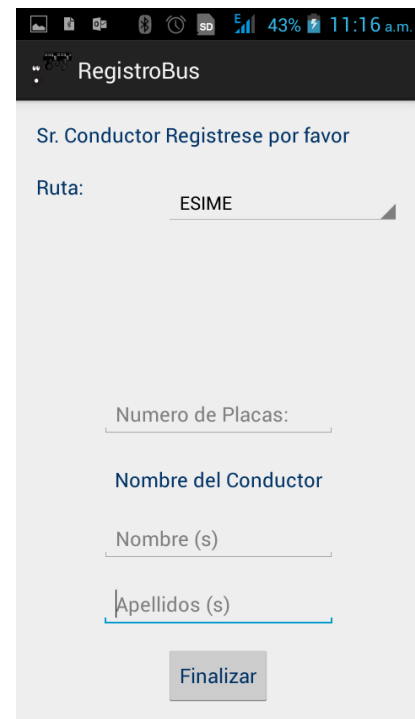 SD E 43% 11:16 a.m.
RegistroBus
Sr. Conductor Registrese por favor
Ruta:
ESIME
Numero de Placas:
Nombre del Conductor
Nombre (s)
Apellidos (s)
Finalizar